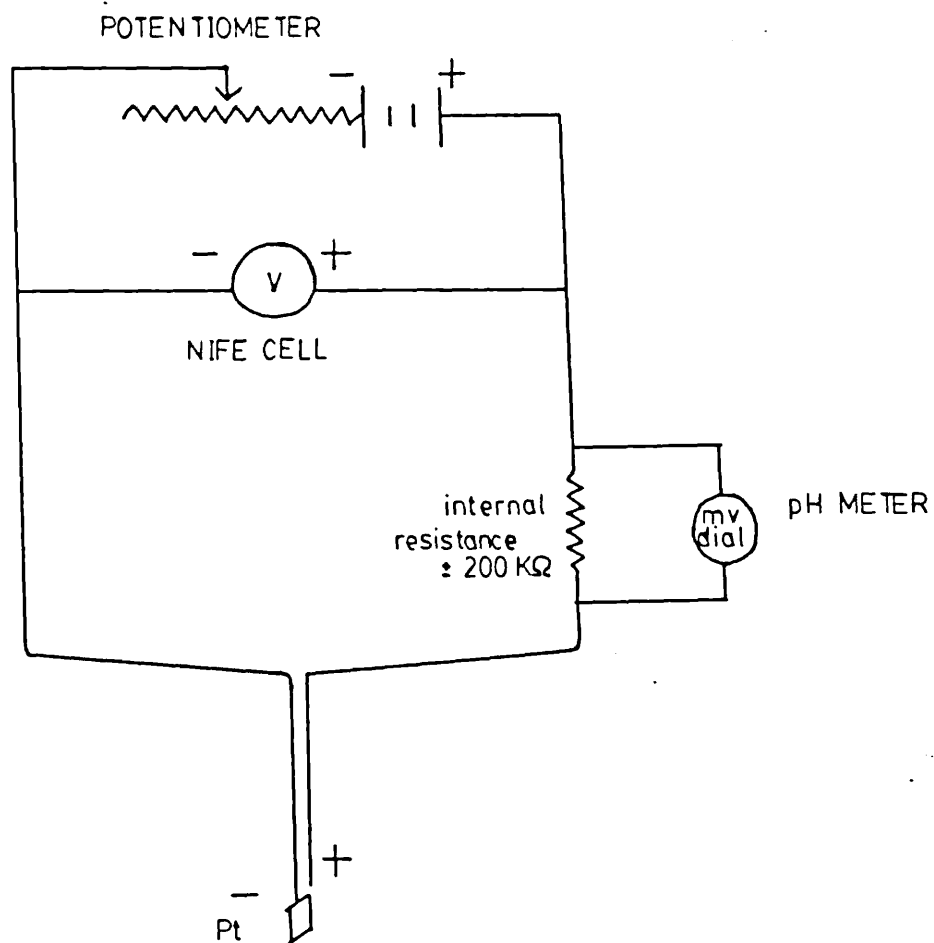 POTENTIOMETER
- +
- V +
NIFE CELL
internal
resistance
± 200 KΩ
mv
dial
pH METER
+
-
Pt